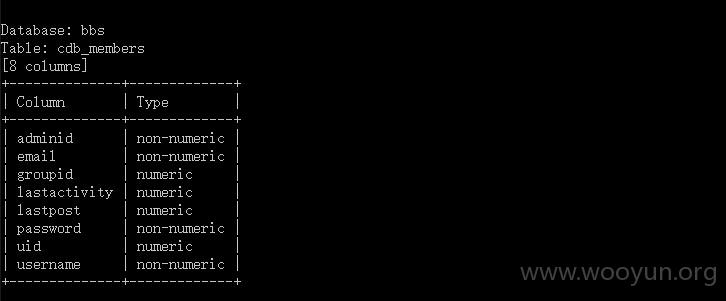 Database: bbs
Table: cdb_members
[8 columns]
+--------------+-------------+
| Column | Type |
+--------------+-------------+
| adminid | non-numeric |
| email | non-numeric |
| groupid | numeric |
| lastactivity | numeric |
| lastpost | numeric |
| password | non-numeric |
| uid | numeric |
| username | non-numeric |
+--------------+-------------+
www.wooyun.org